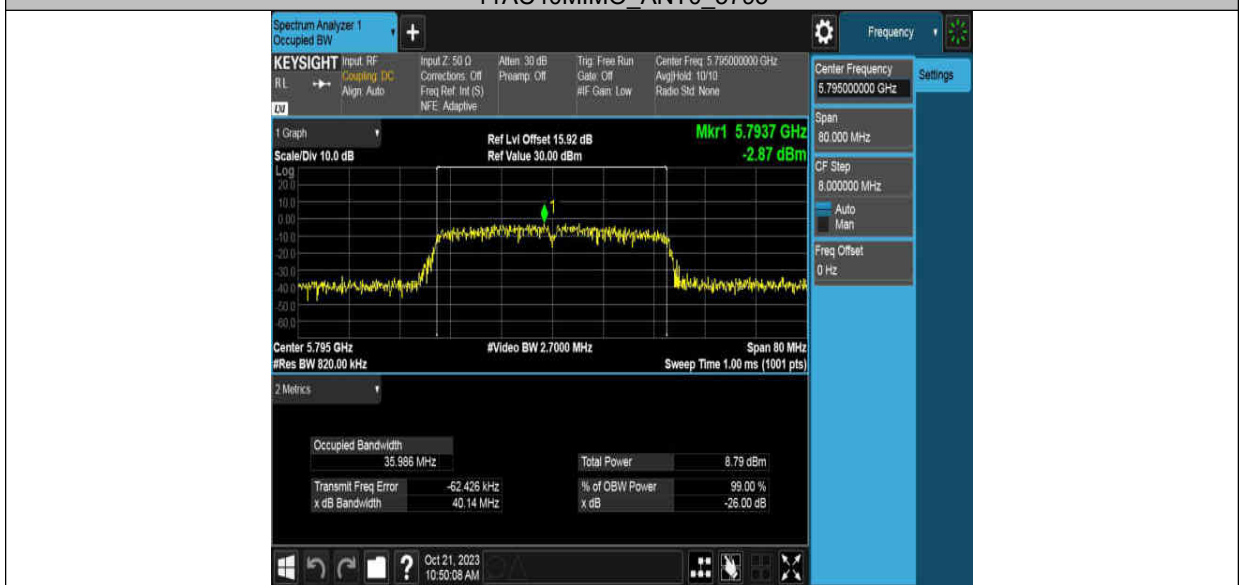 Spectrum Analyzer 1
Occupied BW
Frequency
KEYSIGHT Input: RF Input Z: 50 Ω Atten: 30 dB Trig: Free Run Center Freq: 5.795000000 GHz
RL Coupling: DC Corrections: Off Preamp: Off Gate: Off Avg|Hold: 10/10
Align: Auto Freq Ref: Int (S) #IF Gain: Low Radio Std: None
NFE: Adaptive
Center Frequency
5.795000000 GHz
Settings
Span
80.000 MHz
CF Step
8.000000 MHz
Auto
Man
Freq Offset
0 Hz
1 Graph
Ref Lvl Offset 15.92 dB
Mkr1 5.7937 GHz
Scale/Div 10.0 dB
Ref Value 30.00 dBm
-2.87 dBm
Log
20.0
10.0
0.00
-10.0
-20.0
-30.0
-40.0
-50.0
-60.0
1
Center 5.795 GHz #Video BW 2.7000 MHz Span 80 MHz
#Res BW 820.00 kHz Sweep Time 1.00 ms (1001 pts)
2 Metrics
Occupied Bandwidth
35.986 MHz Total Power 8.79 dBm
Transmit Freq Error -62.426 kHz % of OBW Power 99.00 %
x dB Bandwidth 40.14 MHz x dB -26.00 dB
Oct 21, 2023
10:50:08 AM